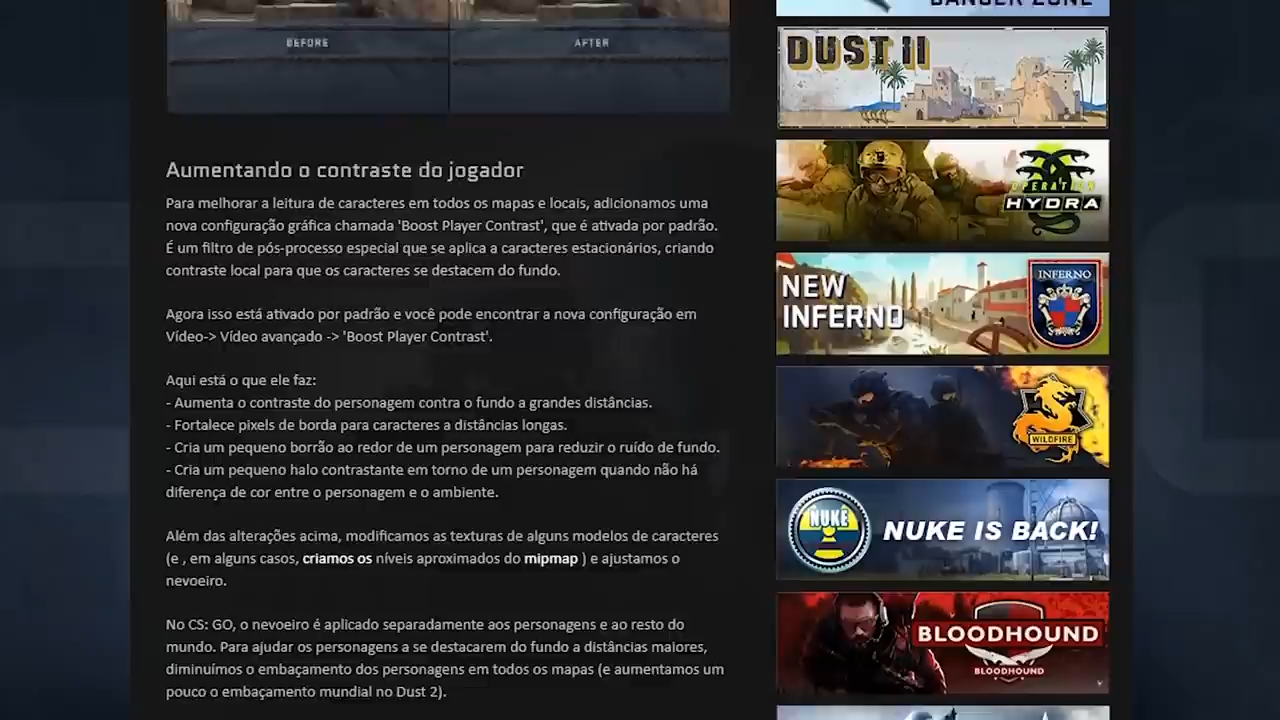 BEFORE
AFTER
Aumentando o contraste do jogador
Para melhorar a leitura de caracteres em todos os mapas e locais, adicionamos uma
nova configuração gráfica chamada 'Boost Player Contrast', que é ativada por padrão.
É um filtro de pós-processo especial que se aplica a caracteres estacionários, criando
contraste local para que os caracteres se destacem do fundo.
Agora isso está ativado por padrão e você pode encontrar a nova configuração em
Vídeo-> Vídeo avançado -> 'Boost Player Contrast'.
Aqui está o que ele faz:
- Aumenta o contraste do personagem contra o fundo a grandes distâncias.
- Fortalece pixels de borda para caracteres a distâncias longas.
- Cria um pequeno borrão ao redor de um personagem para reduzir o ruído de fundo.
- Cria um pequeno halo contrastante em torno de um personagem quando não há
diferença de cor entre o personagem e o ambiente.
Além das alterações acima, modificamos as texturas de alguns modelos de caracteres
(e , em alguns casos, criamos os níveis aproximados do mipmap ) e ajustamos o
nevoeiro.
No CS: GO, o nevoeiro é aplicado separadamente aos personagens e ao resto do
mundo. Para ajudar os personagens a se destacarem do fundo a distâncias maiores,
diminuímos o embaçamento dos personagens em todos os mapas (e aumentamos um
pouco o embaçamento mundial no Dust 2).
DANGER ZONE
DUST II
OPERATION
HYDRA
NEW
INFERNO
INFERNO
WILDFIRE
NUKE
NUKE IS BACK!
BLOODHOUND
BLOODHOUND